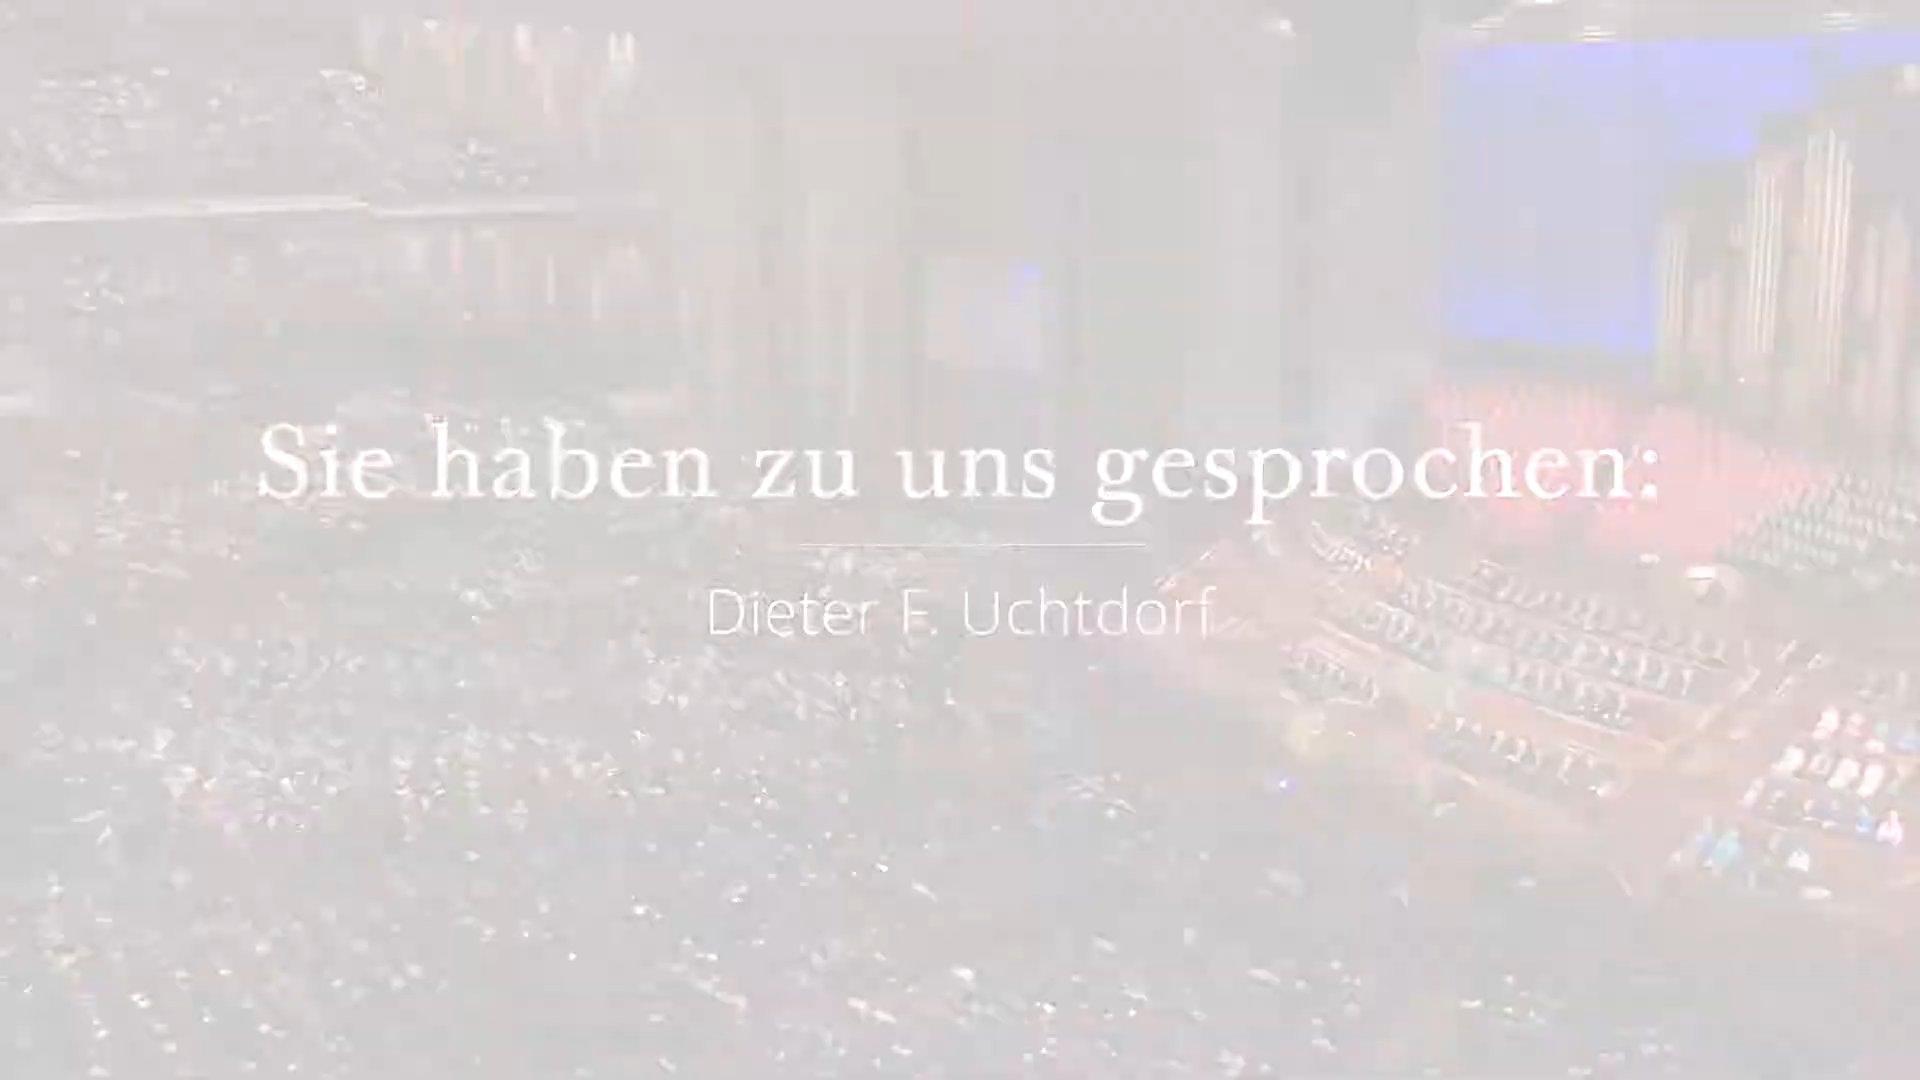 Sie haben zu uns gesprochen:
Dieter F. Uchtdorf